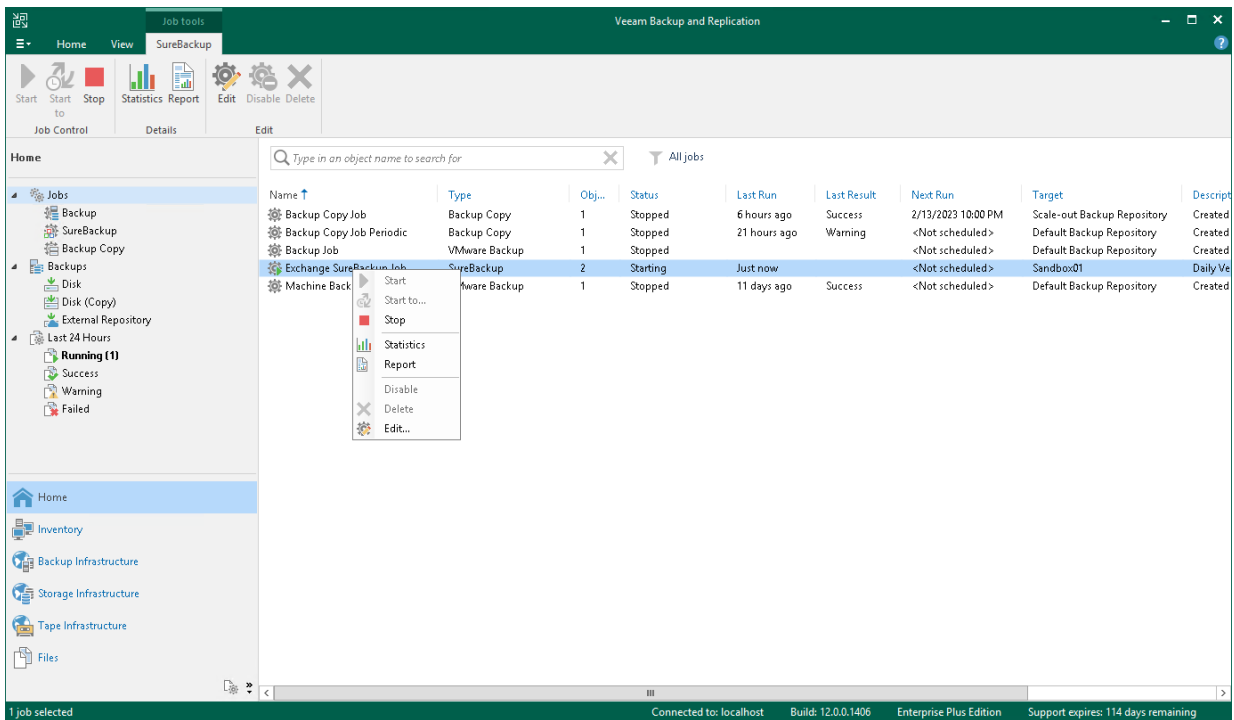 Job tools
Veeam Backup and Replication
Home View SureBackup
Start Start to Stop Statistics Report Edit Disable Delete
Job Control Details Edit
Home
Type in an object name to search for
All jobs
Jobs
Backup
SureBackup
Backup Copy
Backups
Disk
Disk (Copy)
External Repository
Last 24 Hours
Running (1)
Success
Warning
Failed
Name Type Obj... Status Last Run Last Result Next Run Target Descript
Backup Copy Job Backup Copy 1 Stopped 6 hours ago Success 2/13/2023 10:00 PM Scale-out Backup Repository Created
Backup Copy Job Periodic Backup Copy 1 Stopped 21 hours ago Warning <Not scheduled> Default Backup Repository Created
Backup Job VMware Backup 1 Stopped <Not scheduled> Default Backup Repository Created
Exchange SureBackup Job SureBackup 2 Starting Just now <Not scheduled> Sandbox01 Daily Ve
Machine Back Mware Backup 1 Stopped 11 days ago Success <Not scheduled> Default Backup Repository Created
Start
Start to...
Stop
Statistics
Report
Disable
Delete
Edit...
Home
Inventory
Backup Infrastructure
Storage Infrastructure
Tape Infrastructure
Files
1 job selected
Connected to: localhost Build: 12.0.0.1406 Enterprise Plus Edition Support expires: 114 days remaining